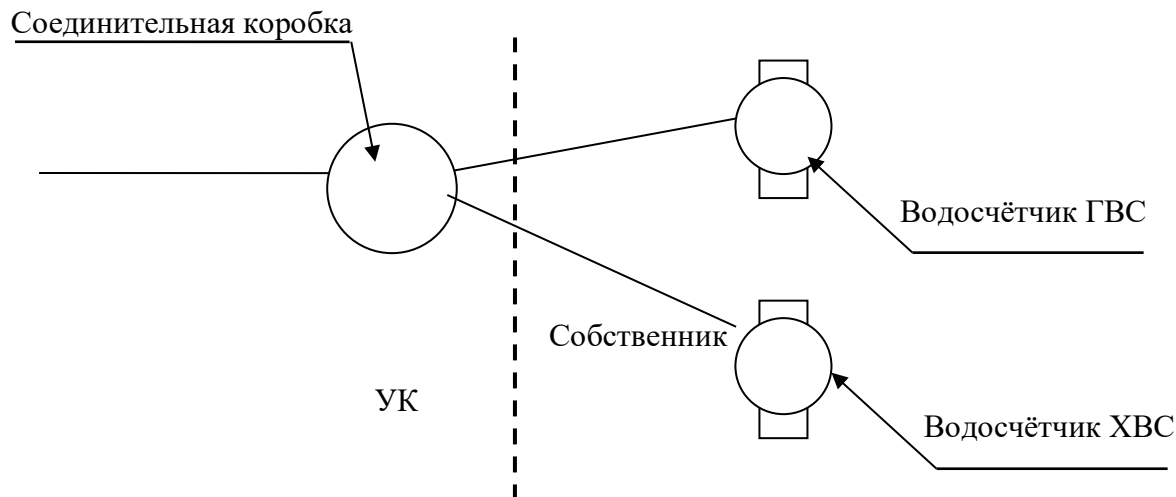 Соединительная коробка
Водосчётчик ГВС
Собственник
УК
Водосчётчик ХВС